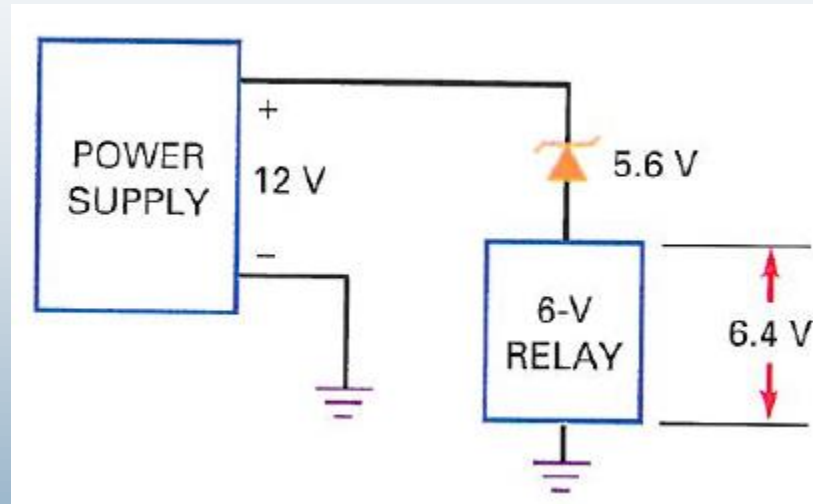 POWER
SUPPLY
+
12 V
−
5.6 V
6-V
RELAY
6.4 V